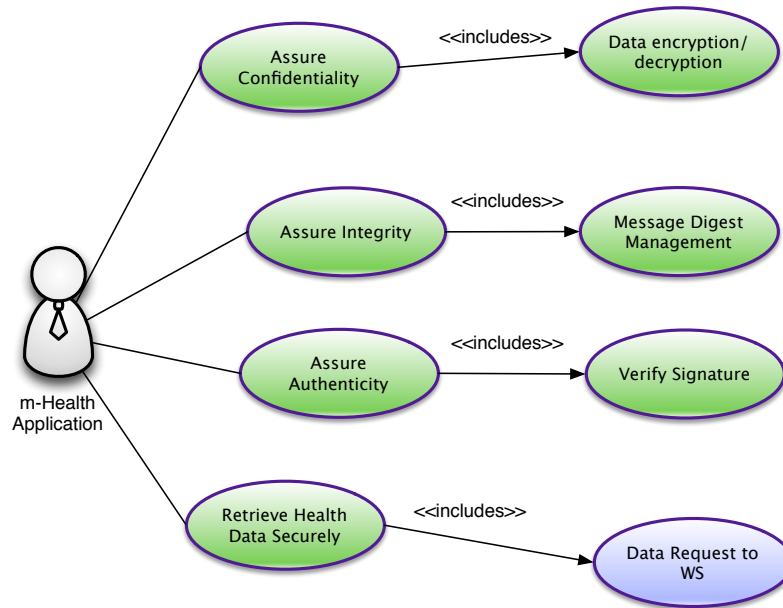 <<includes>>
Assure
Confidentiality
Data encryption/
decryption
<<includes>>
Assure Integrity
Message Digest
Management
<<includes>>
Assure
Authenticity
Verify Signature
m-Health
Application
<<includes>>
Retrieve Health
Data Securely
Data Request to
WS